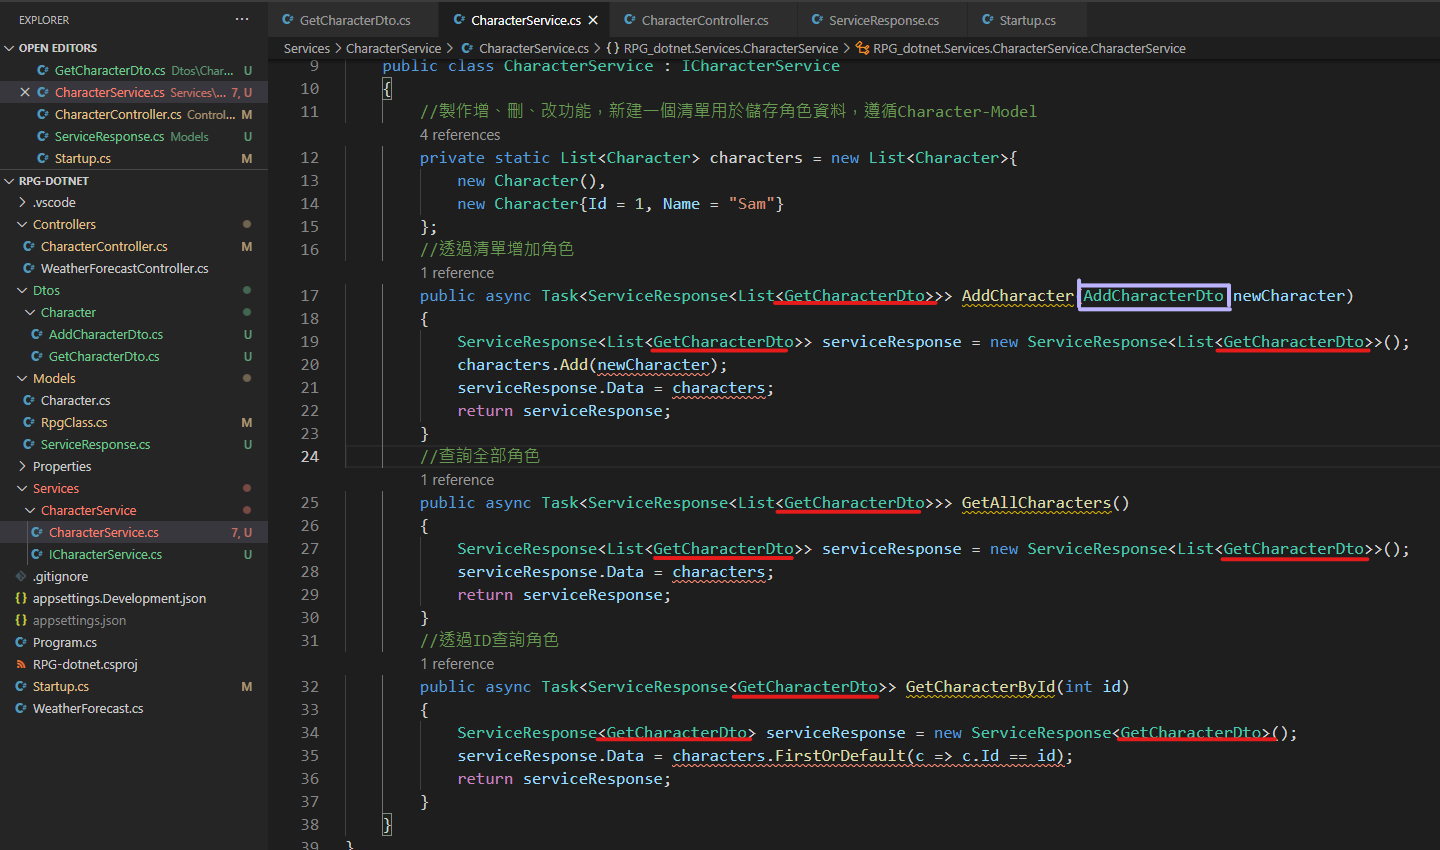 EXPLORER ...
OPEN EDITORS
GetCharacterDto.cs Dtos\Char... U
CharacterService.cs Services\... 7, U
CharacterController.cs Control... M
ServiceResponse.cs Models U
Startup.cs M
RPG-DOTNET
.vscode
Controllers
CharacterController.cs M
WeatherForecastController.cs
Dtos
Character
AddCharacterDto.cs U
GetCharacterDto.cs U
Models
Character.cs
RpgClass.cs M
ServiceResponse.cs U
Properties
Services
CharacterService
CharacterService.cs 7, U
ICharacterService.cs U
.gitignore
appsettings.Development.json
appsettings.json
Program.cs
RPG-dotnet.csproj
Startup.cs M
WeatherForecast.cs
GetCharacterDto.cs CharacterService.cs CharacterController.cs ServiceResponse.cs Startup.cs
Services > CharacterService > CharacterService.cs > {} RPG_dotnet.Services.CharacterService > RPG_dotnet.Services.CharacterService.CharacterService
9 public class CharacterService : ICharacterService
10 {
11 //製作增、刪、改功能，新建一個清單用於儲存角色資料，遵循Character-Model
4 references
12 private static List<Character> characters = new List<Character>{
13 new Character(),
14 new Character{Id = 1, Name = "Sam"}
15 };
16 //透過清單增加角色
1 reference
17 public async Task<ServiceResponse<List<GetCharacterDto>>> AddCharacter(AddCharacterDto newCharacter)
18 {
19 ServiceResponse<List<GetCharacterDto>> serviceResponse = new ServiceResponse<List<GetCharacterDto>>();
20 characters.Add(newCharacter);
21 serviceResponse.Data = characters;
22 return serviceResponse;
23 }
24 //查詢全部角色
1 reference
25 public async Task<ServiceResponse<List<GetCharacterDto>>> GetAllCharacters()
26 {
27 ServiceResponse<List<GetCharacterDto>> serviceResponse = new ServiceResponse<List<GetCharacterDto>>();
28 serviceResponse.Data = characters;
29 return serviceResponse;
30 }
31 //透過ID查詢角色
1 reference
32 public async Task<ServiceResponse<GetCharacterDto>> GetCharacterById(int id)
33 {
34 ServiceResponse<GetCharacterDto> serviceResponse = new ServiceResponse<GetCharacterDto>();
35 serviceResponse.Data = characters.FirstOrDefault(c => c.Id == id);
36 return serviceResponse;
37 }
38 }
39 }